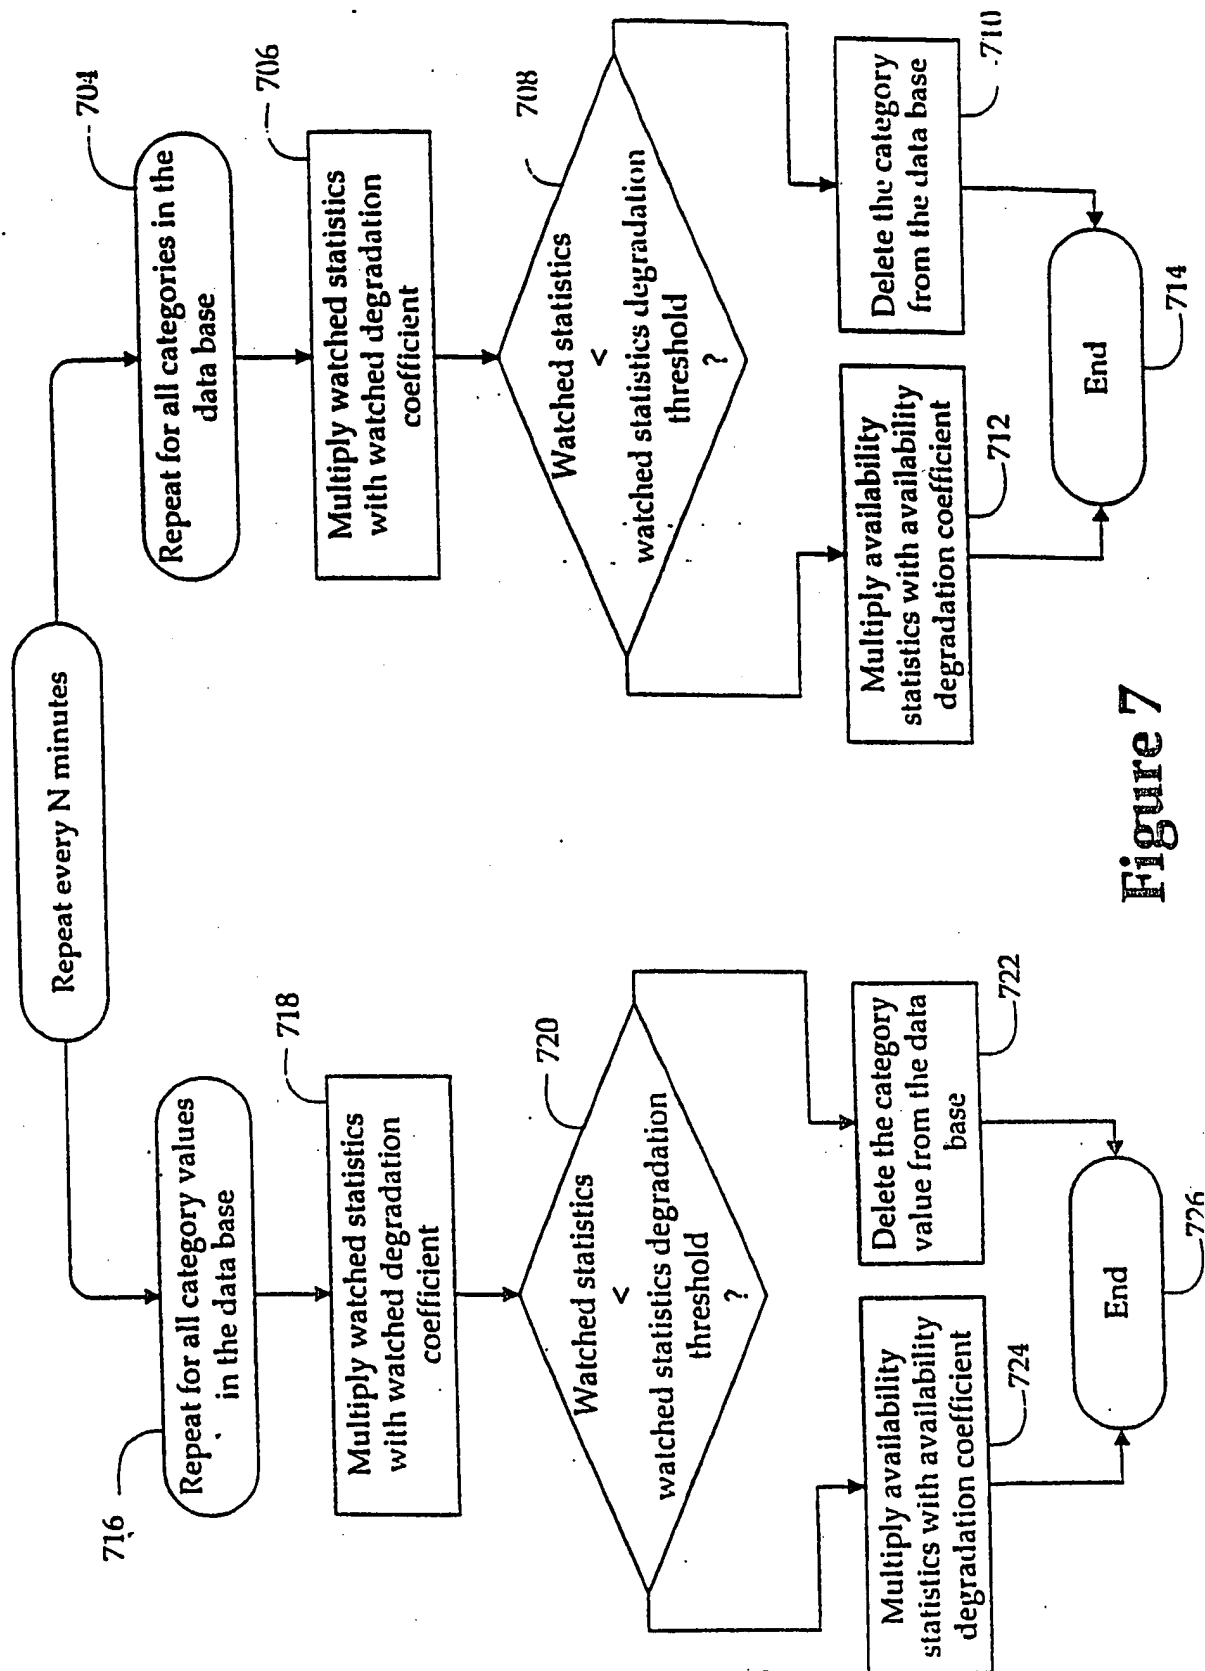 Repeat every N minutes
716
Repeat for all category values
in the data base
718
Multiply watched statistics
with watched degradation
coefficient
720
Watched statistics
<
watched statistics degradation
threshold
?
Multiply availability
statistics with availability
degradation coefficient
724
Delete the category
value from the data
base
722
End
726
704
Repeat for all categories in the
data base
706
Multiply watched statistics
with watched degradation
coefficient
708
Watched statistics
<
watched statistics degradation
threshold
?
Multiply availability
statistics with availability
degradation coefficient
712
Delete the category
from the data base
710
End
714
Figure 7